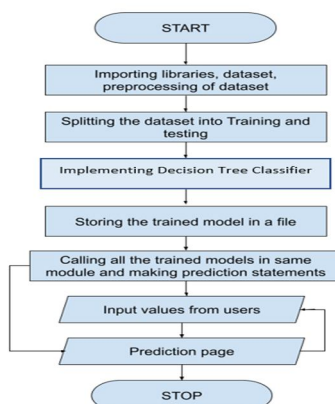 START
Importing libraries, dataset,
preprocessing of dataset
Splitting the dataset into Training and
testing
Implementing Decision Tree Classifier
Storing the trained model in a file
Calling all the trained models in same
module and making prediction statements
Input values from users
Prediction page
STOP